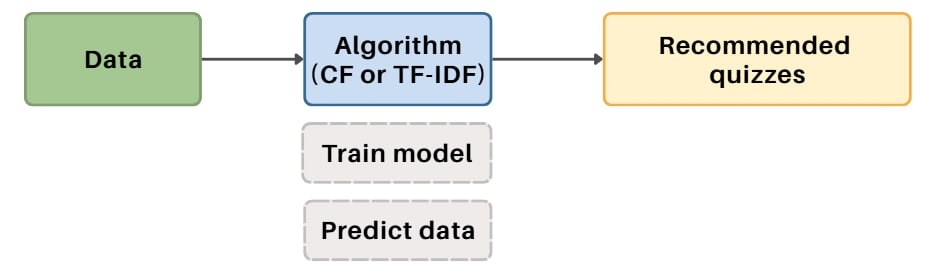 Data
Algorithm
(CF or TF-IDF)
Recommended
quizzes
Train model
Predict data